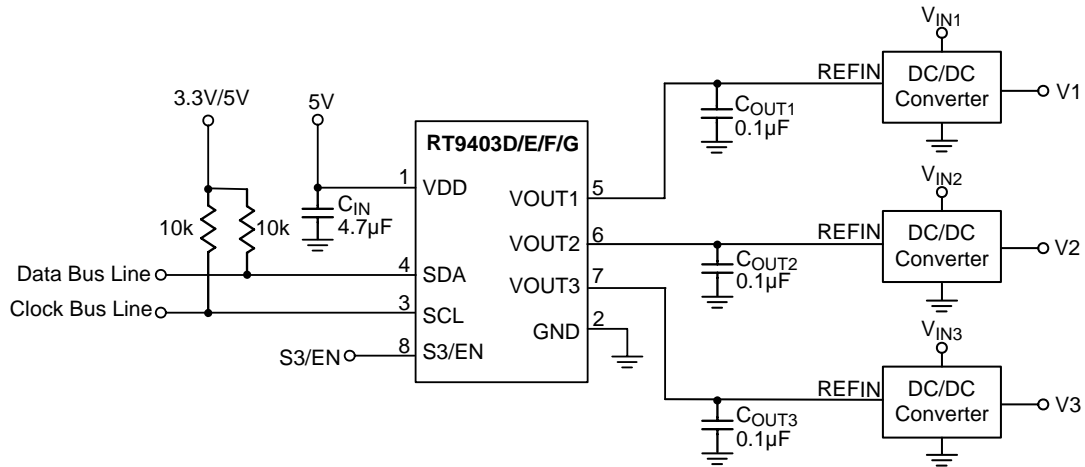 VIN1
REFIN
DC/DC
Converter
V1
3.3V/5V
5V
COUT1
0.1µF
RT9403D/E/F/G
1
VDD
VOUT1
5
CIN
4.7µF
10k
10k
VIN2
REFIN
DC/DC
Converter
V2
VOUT2
6
COUT2
0.1µF
Data Bus Line
4
SDA
VOUT3
7
Clock Bus Line
3
SCL
GND
2
S3/EN
8
S3/EN
VIN3
REFIN
DC/DC
Converter
V3
COUT3
0.1µF